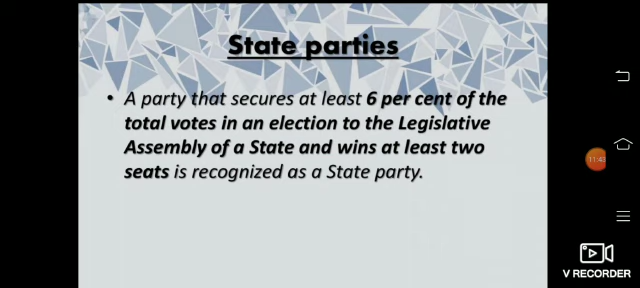 State parties
• A party that secures at least 6 per cent of the
total votes in an election to the Legislative
Assembly of a State and wins at least two
seats is recognized as a State party.
11:43
V RECORDER